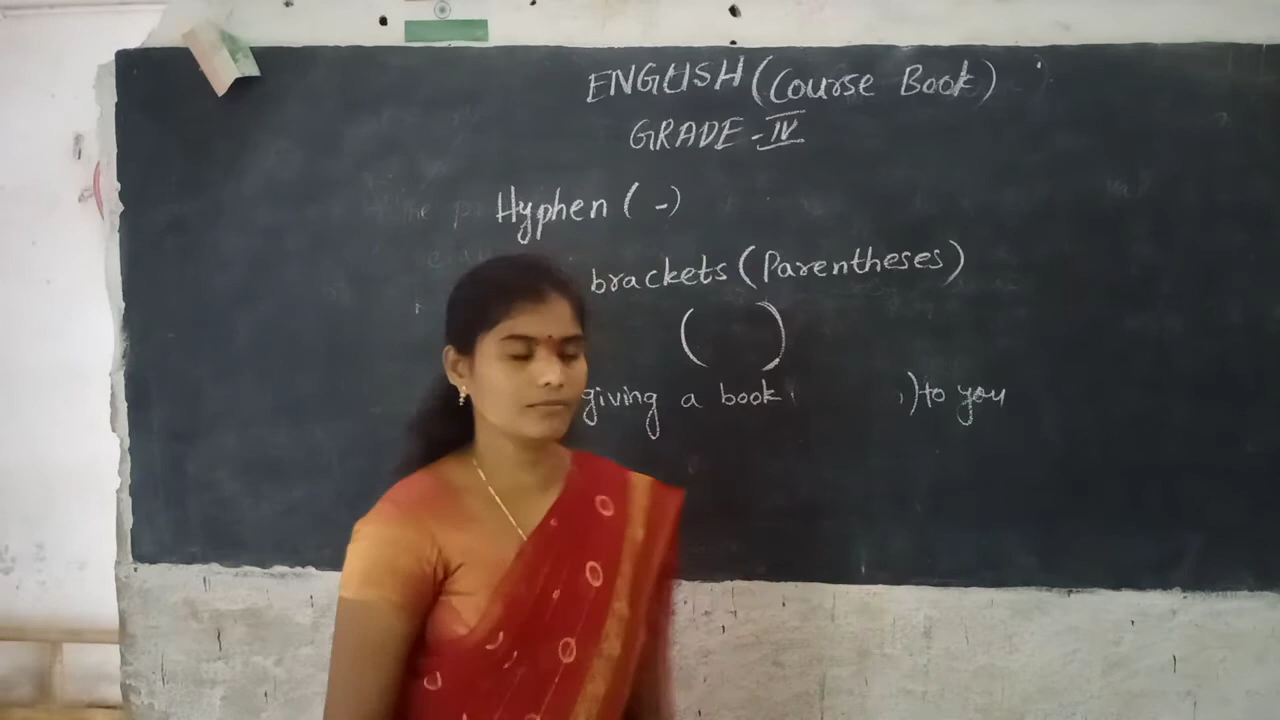 ENGLISH (Course Book)
GRADE - IV
Hyphen ( - )
brackets (Parentheses)
( )
giving a book ) to you